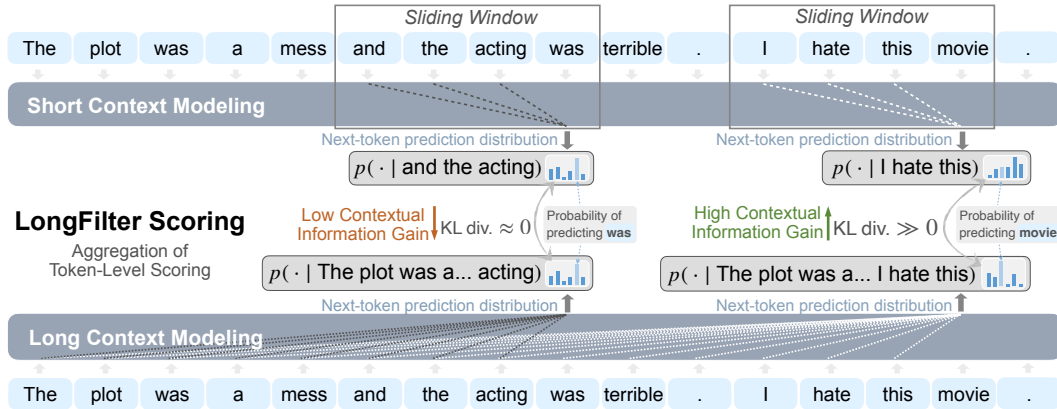 Sliding Window
Sliding Window
The plot was a mess and the acting was terrible . I hate this movie .
Short Context Modeling
Next-token prediction distribution
Next-token prediction distribution
p( · | and the acting)
p( · | I hate this)
LongFilter Scoring
Aggregation of
Token-Level Scoring
Low Contextual
Information Gain
KL div. ≈ 0
Probability of
predicting was
High Contextual
Information Gain
KL div. ≫ 0
Probability of
predicting movie
p( · | The plot was a... acting)
p( · | The plot was a... I hate this)
Next-token prediction distribution
Next-token prediction distribution
Long Context Modeling
The plot was a mess and the acting was terrible . I hate this movie .